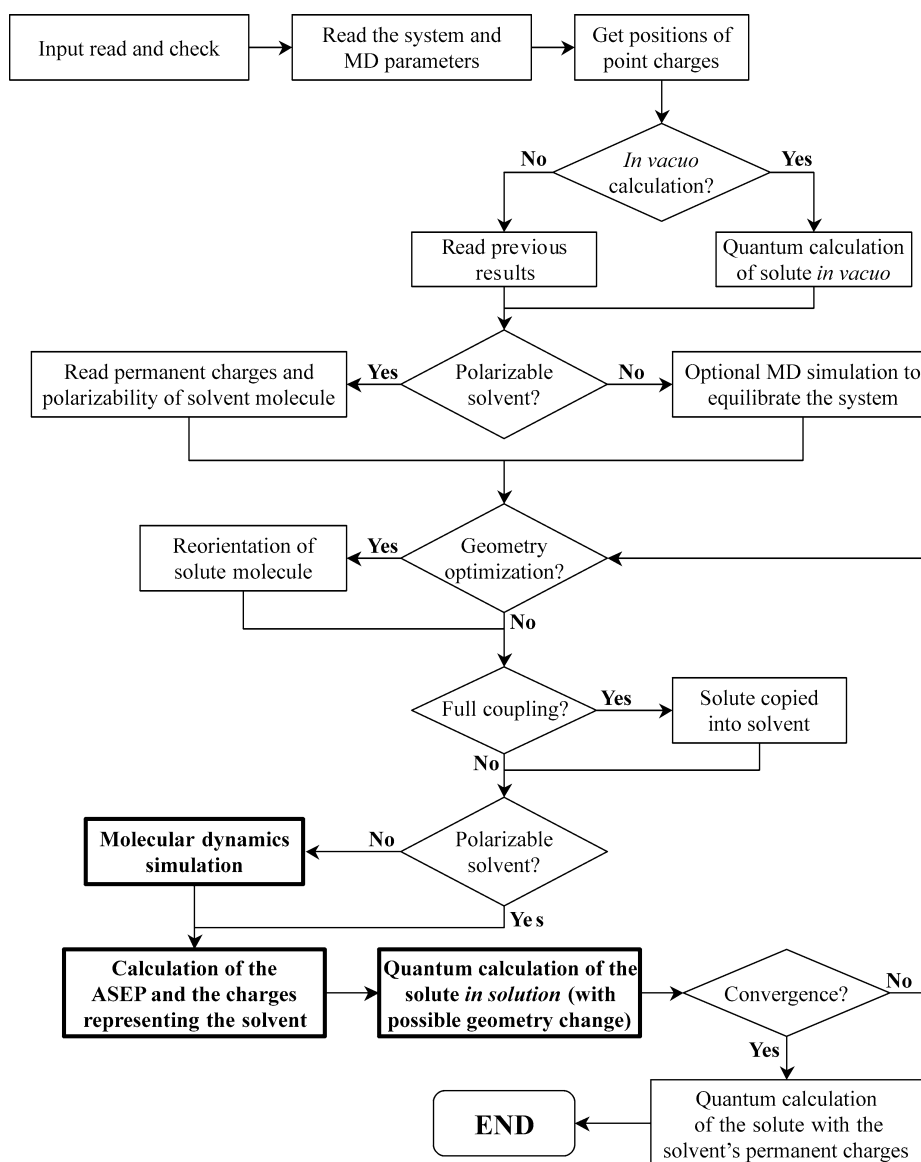 Input read and check
Read the system and
MD parameters
Get positions of
point charges
In vacuo
calculation?
No
Yes
Read previous
results
Quantum calculation
of solute in vacuo
Read permanent charges and
polarizability of solvent molecule
Yes
Polarizable
solvent?
No
Optional MD simulation to
equilibrate the system
Reorientation of
solute molecule
Yes
Geometry
optimization?
No
Full coupling?
Yes
Solute copied
into solvent
No
Molecular dynamics
simulation
No
Polarizable
solvent?
Yes
Calculation of the
ASEP and the charges
representing the solvent
Quantum calculation of the
solute in solution (with
possible geometry change)
Convergence?
No
Yes
Quantum calculation
of the solute with the
solvent's permanent charges
END